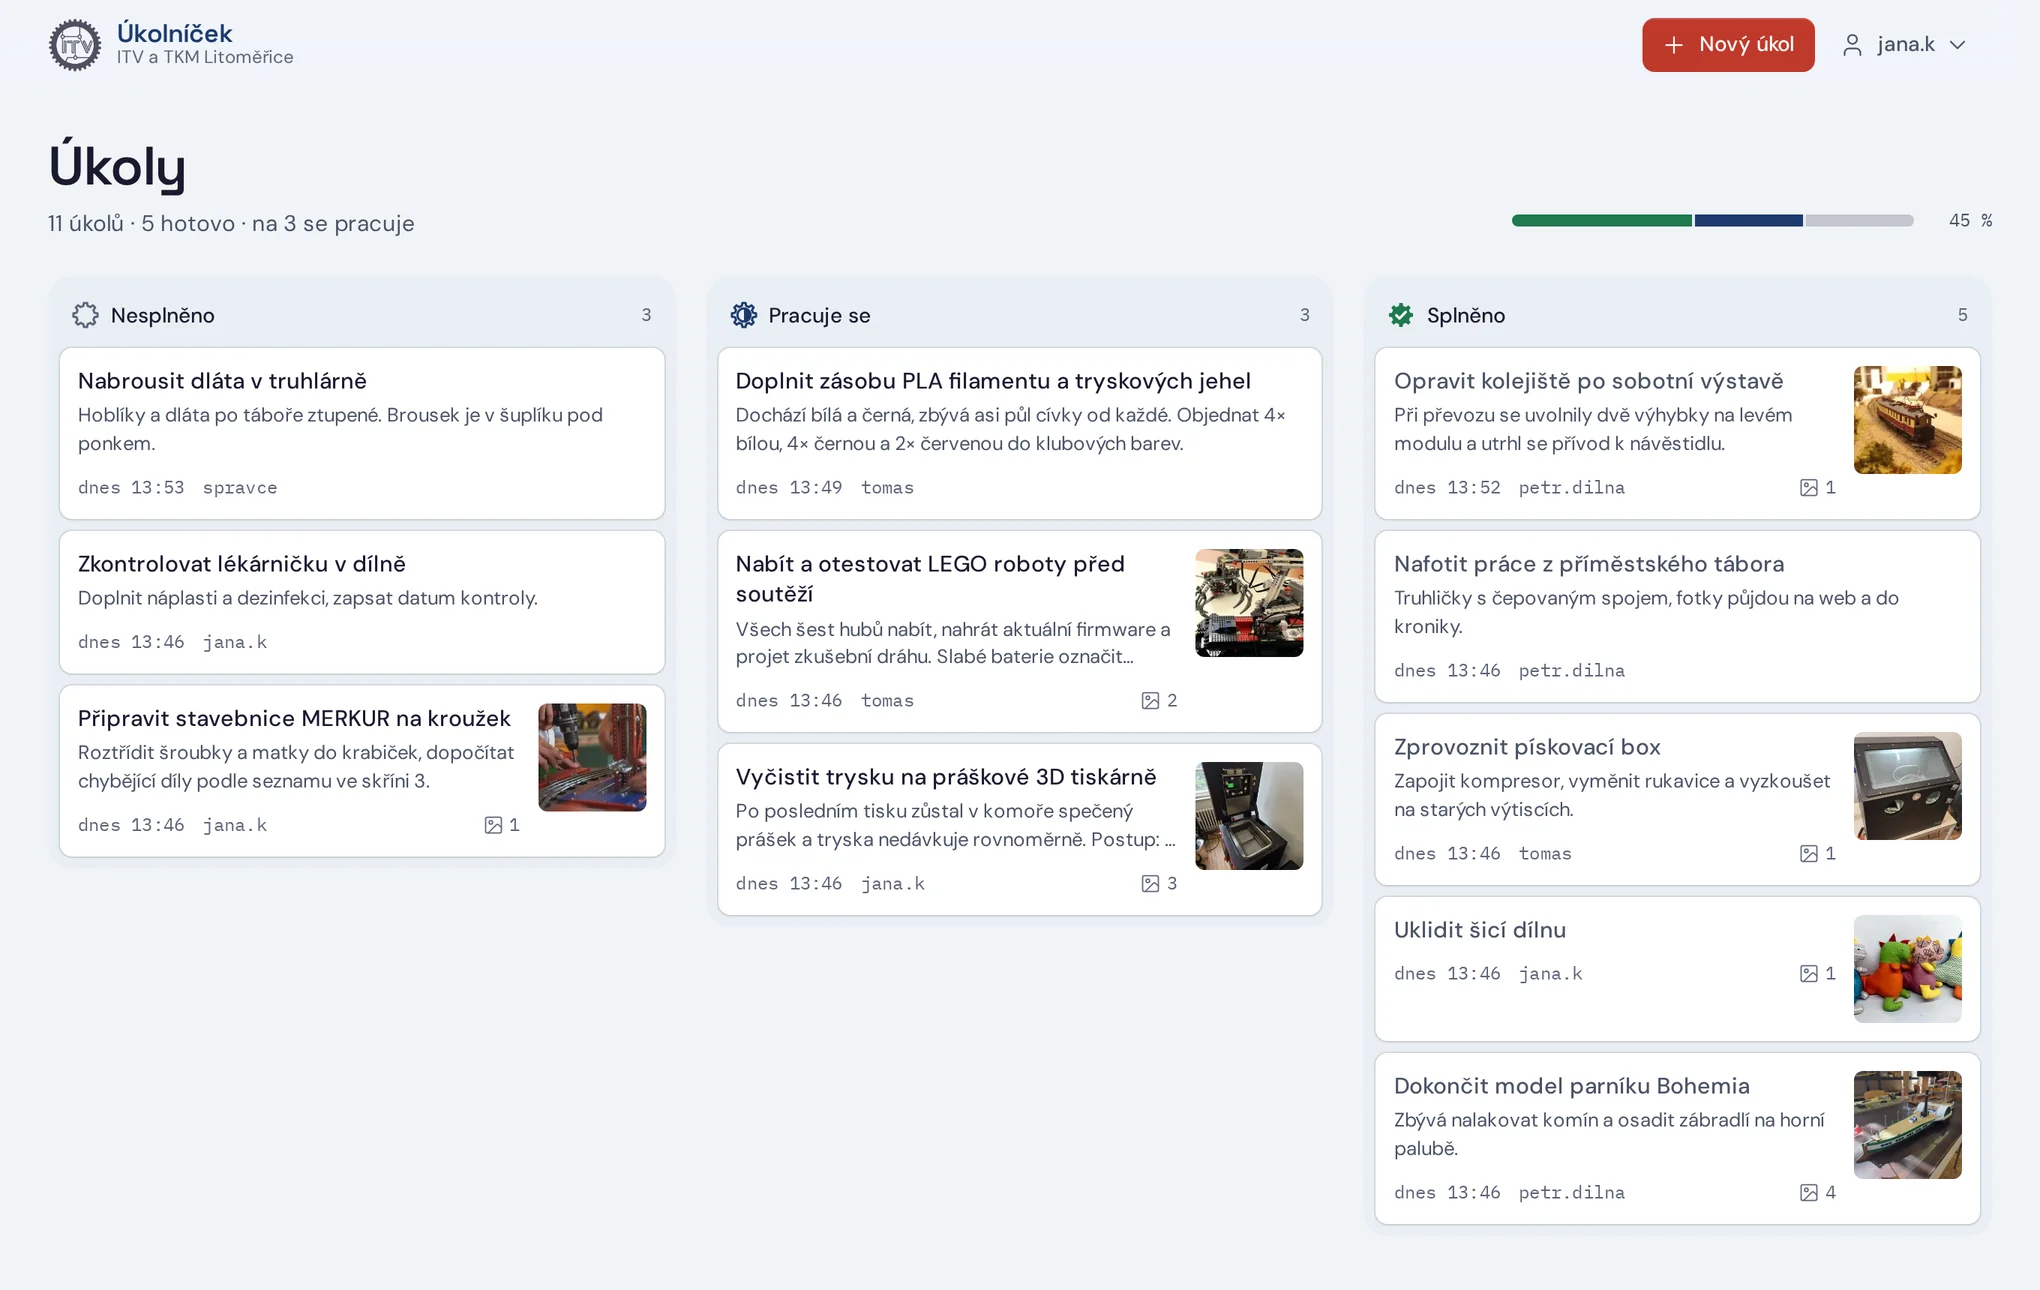 ITV
Úkolníček
ITV a TKM Litoměřice
Nový úkol
jana.k
Úkoly
11 úkolů · 5 hotovo · na 3 se pracuje
45 %
Nesplněno
3
Nabrousit dláta v truhlárně
Hoblíky a dláta po táboře ztupené. Brousek je v šuplíku pod
ponkem.
dnes 13:53 spravce
Zkontrolovat lékárničku v dílně
Doplnit náplasti a dezinfekci, zapsat datum kontroly.
dnes 13:46 jana.k
Připravit stavebnice MERKUR na kroužek
Roztřídit šroubky a matky do krabiček, dopočítat
chybějící díly podle seznamu ve skříni 3.
dnes 13:46 jana.k
1
Pracuje se
3
Doplnit zásobu PLA filamentu a tryskových jehel
Dochází bílá a černá, zbývá asi půl cívky od každé. Objednat 4×
bílou, 4× černou a 2× červenou do klubových barev.
dnes 13:49 tomas
Nabít a otestovat LEGO roboty před
soutěží
Všech šest hubů nabít, nahrát aktuální firmware a
projet zkušební dráhu. Slabé baterie označit…
dnes 13:46 tomas
2
Vyčistit trysku na práškové 3D tiskárně
Po posledním tisku zůstal v komoře spečený
prášek a tryska nedávkuje rovnoměrně. Postup: …
dnes 13:46 jana.k
3
Splněno
5
Opravit kolejiště po sobotní výstavě
Při převozu se uvolnily dvě výhybky na levém
modulu a utrhl se přívod k návěstidlu.
dnes 13:52 petr.dilna
1
Nafotit práce z příměstského tábora
Truhličky s čepovaným spojem, fotky půjdou na web a do
kroniky.
dnes 13:46 petr.dilna
Zprovoznit pískovací box
Zapojit kompresor, vyměnit rukavice a vyzkoušet
na starých výtiscích.
dnes 13:46 tomas
1
Uklidit šicí dílnu
dnes 13:46 jana.k
1
Dokončit model parníku Bohemia
Zbývá nalakovat komín a osadit zábradlí na horní
palubě.
dnes 13:46 petr.dilna
4